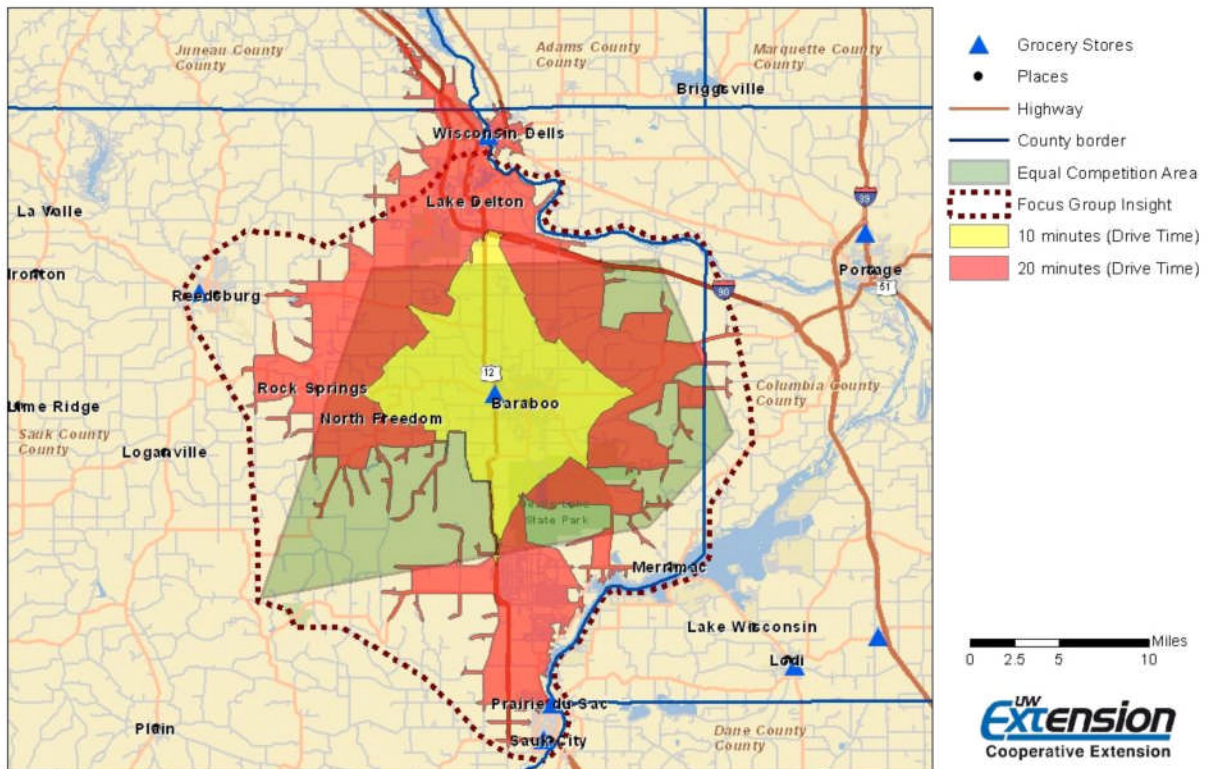 Juneau County
County
Adams County
County
Marquette County
County
Briggsville
Wisconsin Dells
La Valle
Lake Delton
Ironton
Reedsburg
Portage
39
51
90
12
Rock Springs
Baraboo
Columbia County
County
Lime Ridge
North Freedom
Sauk County
County
Loganville
State Park
Merrimac
Lake Wisconsin
Lodi
Prairie du Sac
Plain
Sauk City
Dane County
County
Grocery Stores
Places
Highway
County border
Equal Competition Area
Focus Group Insight
10 minutes (Drive Time)
20 minutes (Drive Time)
Miles
0 2.5 5 10
UW
Extension
Cooperative Extension